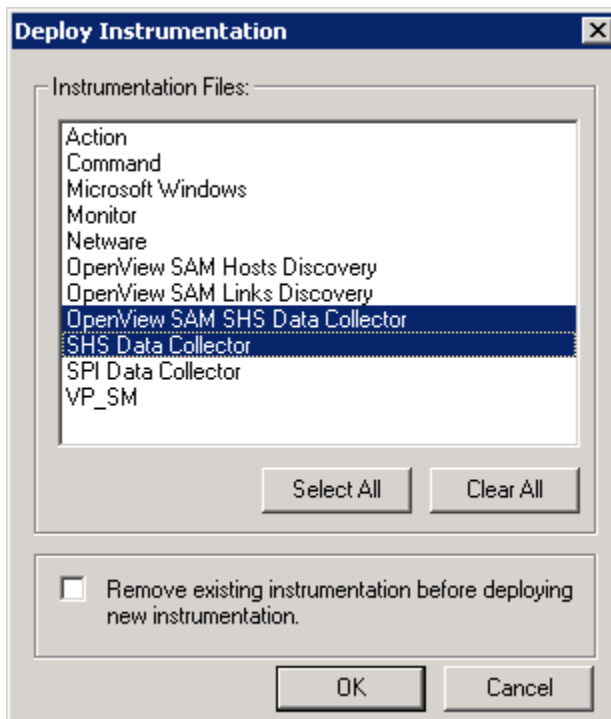 Deploy Instrumentation
Instrumentation Files:
Action
Command
Microsoft Windows
Monitor
Netware
OpenView SAM Hosts Discovery
OpenView SAM Links Discovery
OpenView SAM SHS Data Collector
SHS Data Collector
SPI Data Collector
VP_SM
Select All Clear All
Remove existing instrumentation before deploying
new instrumentation.
OK Cancel